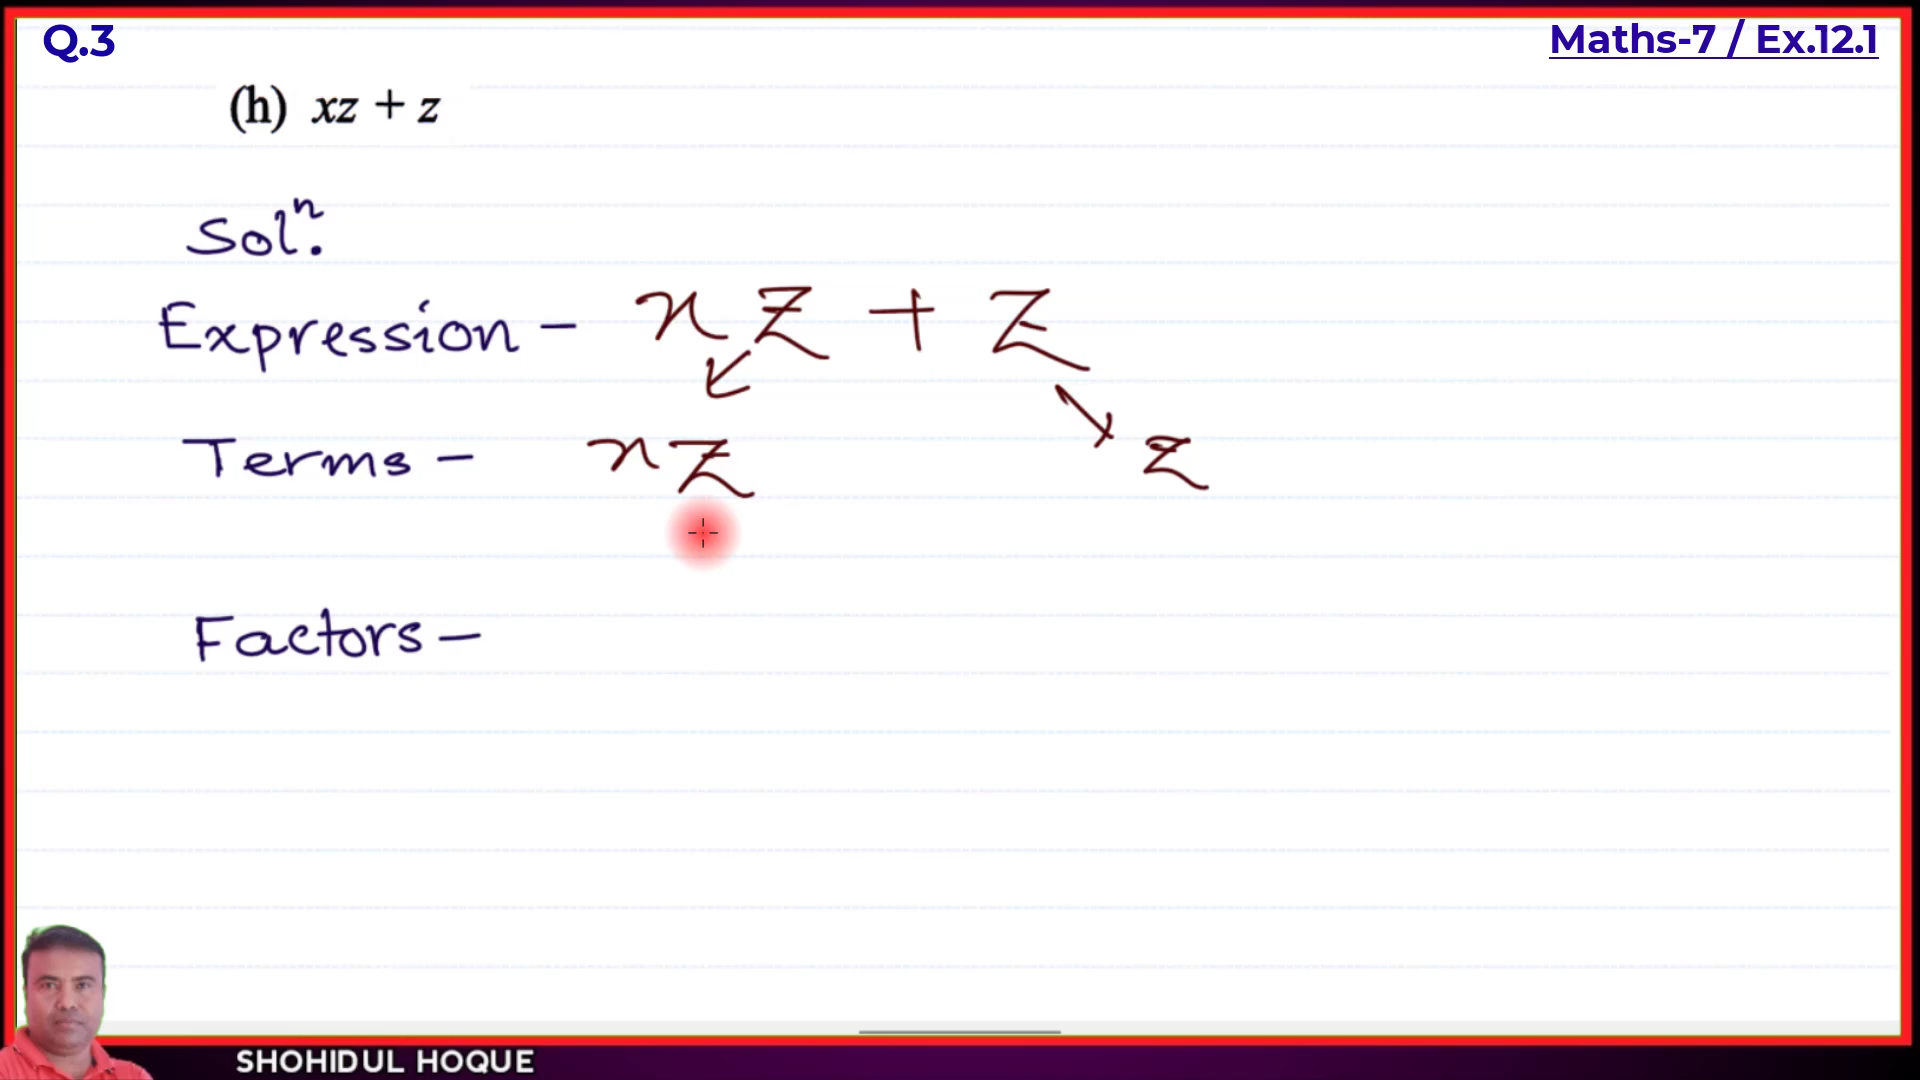 Q.3 Maths-7 / Ex.12.1
(h) xz + z
Solⁿ.
Expression – xz + z
Terms – xz z
Factors –
SHOHIDUL HOQUE